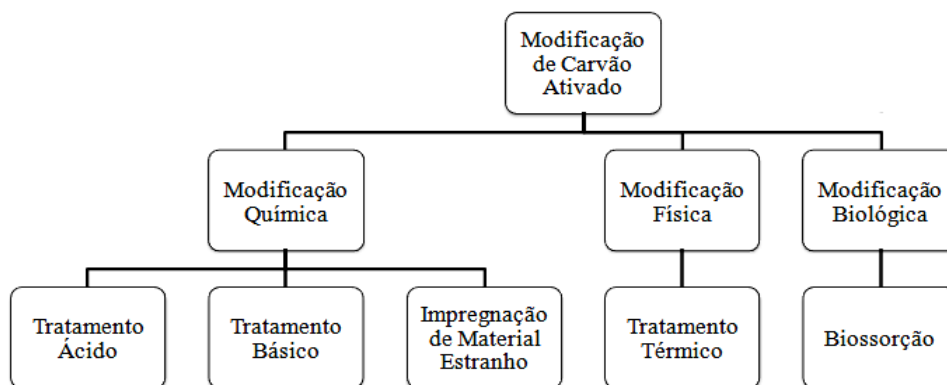 Modificação
de Carvão
Ativado
Modificação
Química
Modificação
Física
Modificação
Biológica
Tratamento
Ácido
Tratamento
Básico
Impregnação
de Material
Estranho
Tratamento
Térmico
Biossorção